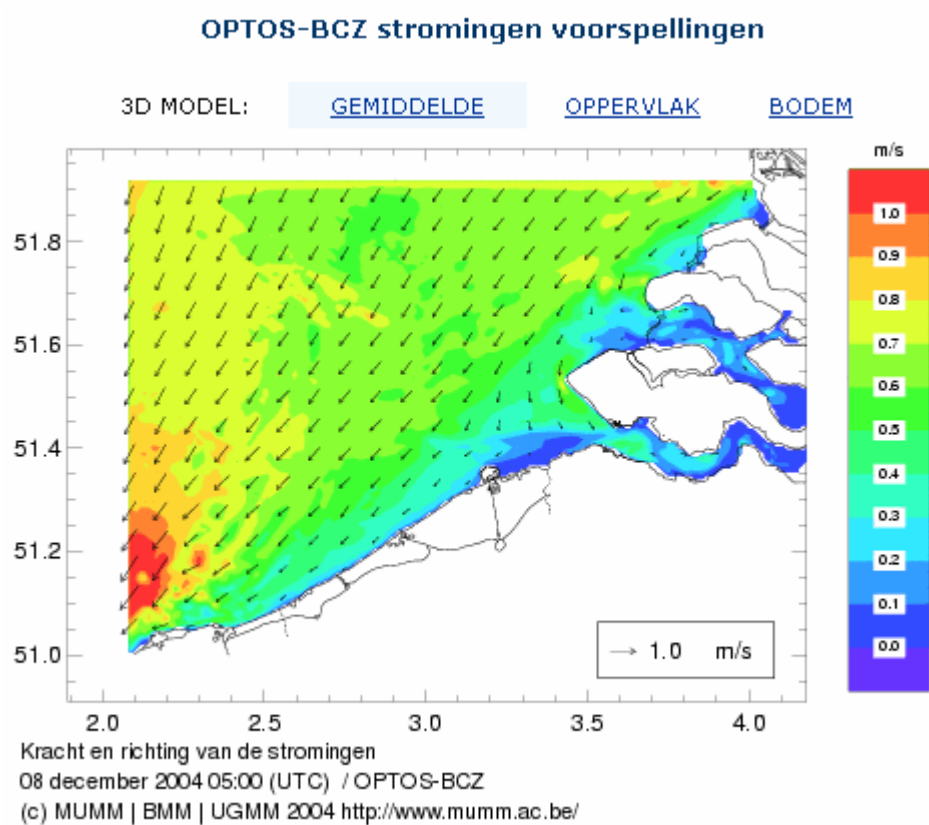 OPTOS-BCZ stromingen voorspellingen
3D MODEL: GEMIDDELDE OPPERVLAK BODEM
m/s
1.0
0.9
0.8
0.7
0.6
0.5
0.4
0.3
0.2
0.1
0.0
51.8
51.6
51.4
51.2
51.0
1.0 m/s
2.0 2.5 3.0 3.5 4.0
Kracht en richting van de stromingen
08 december 2004 05:00 (UTC) / OPTOS-BCZ
(c) MUMM | BMM | UGMM 2004 http://www.mumm.ac.be/